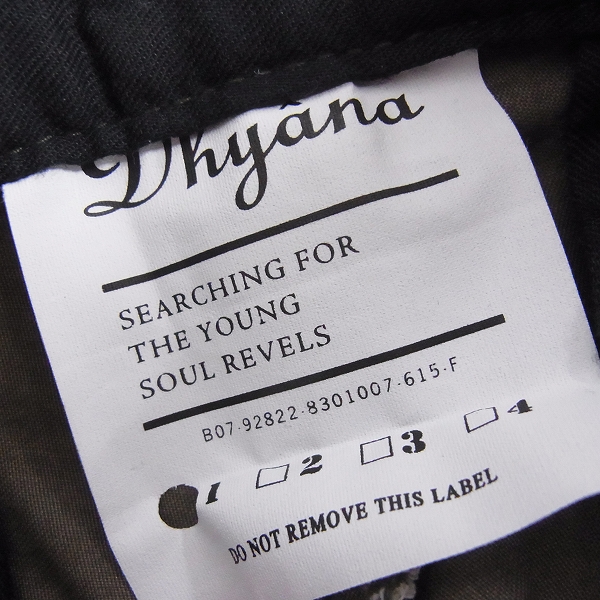 Dhyâna
SEARCHING FOR
THE YOUNG
SOUL REVELS
B07-92822-8301007-615-F
1 2 3 4
DO NOT REMOVE THIS LABEL